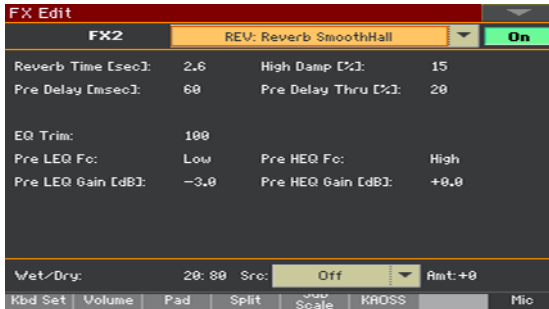 FX Edit
FX2 REV: Reverb SmoothHall On
Reverb Time [sec]: 2.6 High Damp [%]: 15
Pre Delay [msec]: 60 Pre Delay Thru [%]: 20
EQ Trim: 100
Pre LEQ Fc: Low Pre HEQ Fc: High
Pre LEQ Gain [dB]: -3.0 Pre HEQ Gain [dB]: +0.0
Wet/Dry: 20:80 Src: Off Amt:+0
Kbd Set Volume Pad Split Sub Scale KAOSS Mic